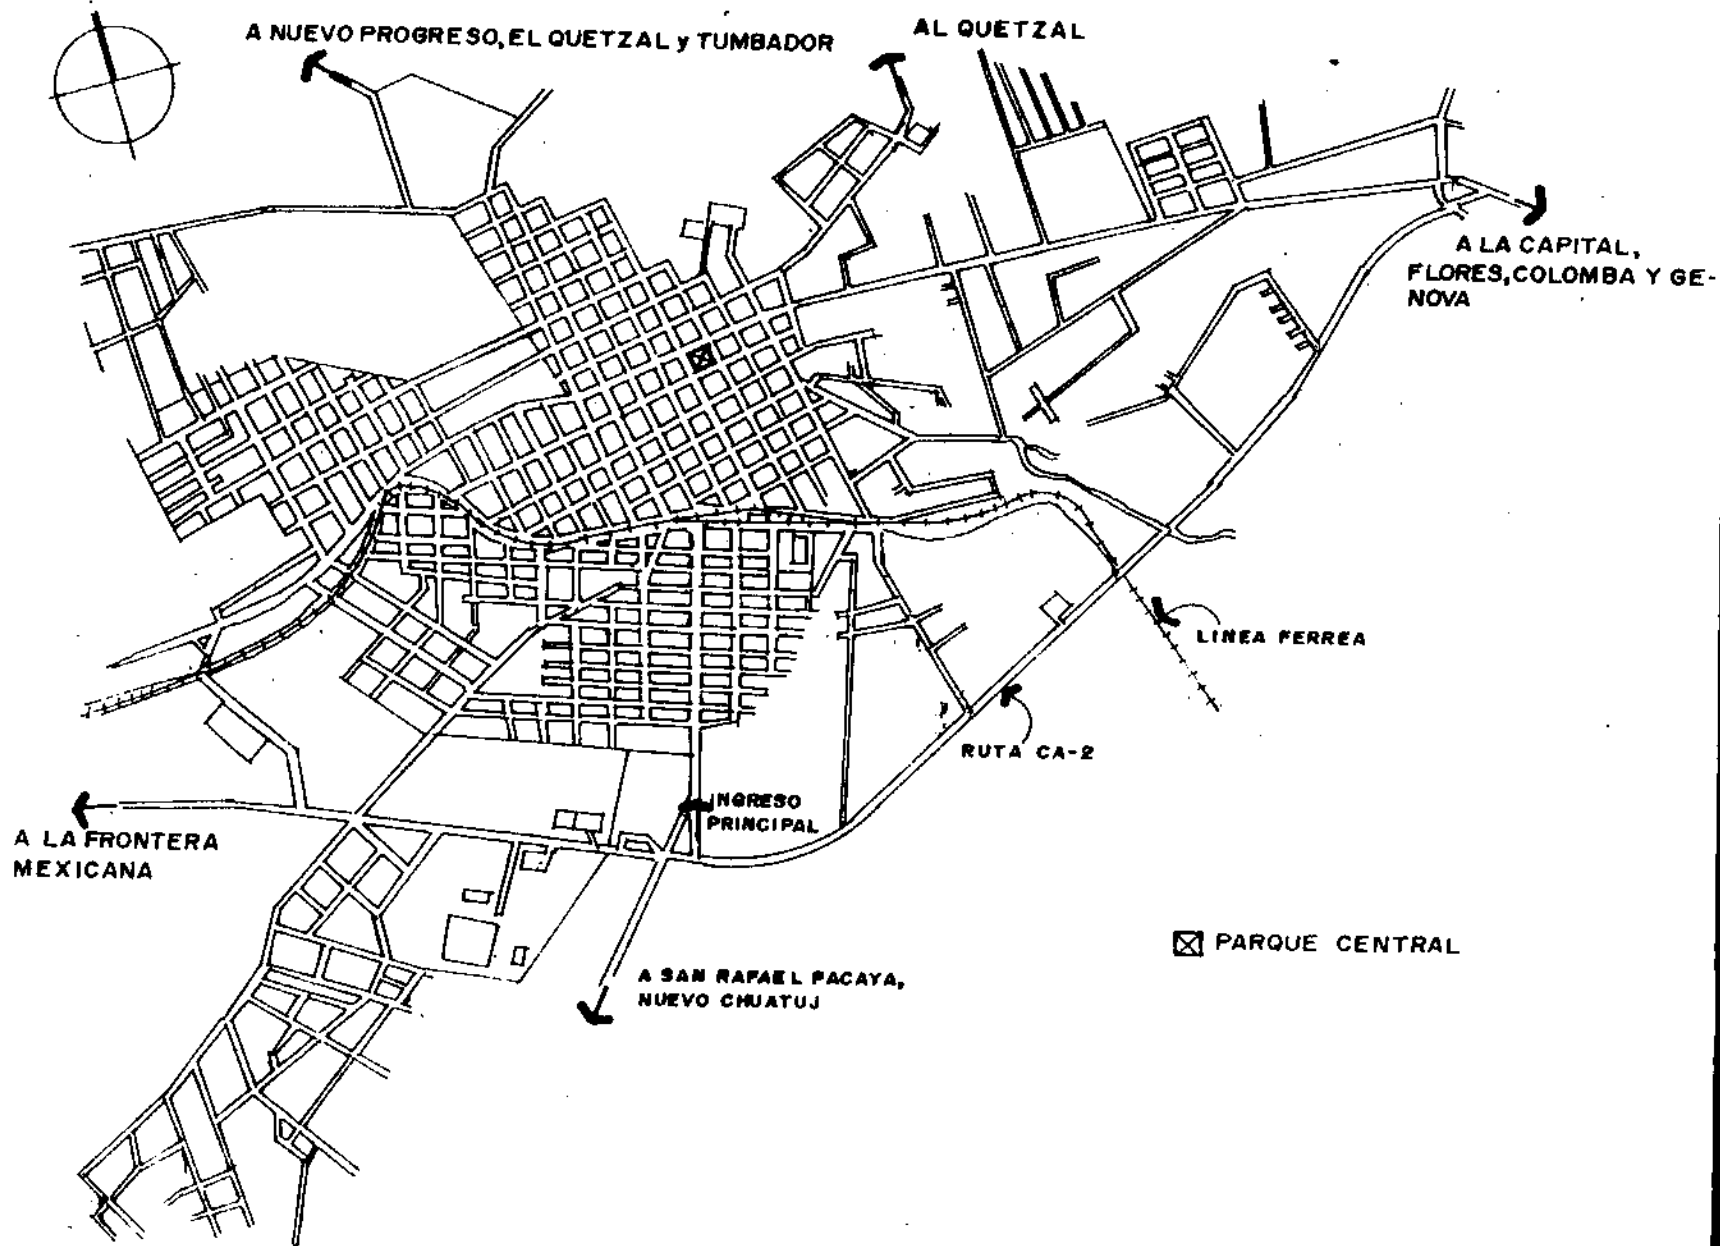 A NUEVO PROGRESO, EL QUETZAL y TUMBADOR
AL QUETZAL
A LA CAPITAL,
FLORES, COLOMBA Y GE-
NOVA
LINEA FERREA
RUTA CA-2
INGRESO
PRINCIPAL
A LA FRONTERA
MEXICANA
PARQUE CENTRAL
A SAN RAFAEL PACAYA,
NUEVO CHUATUJ